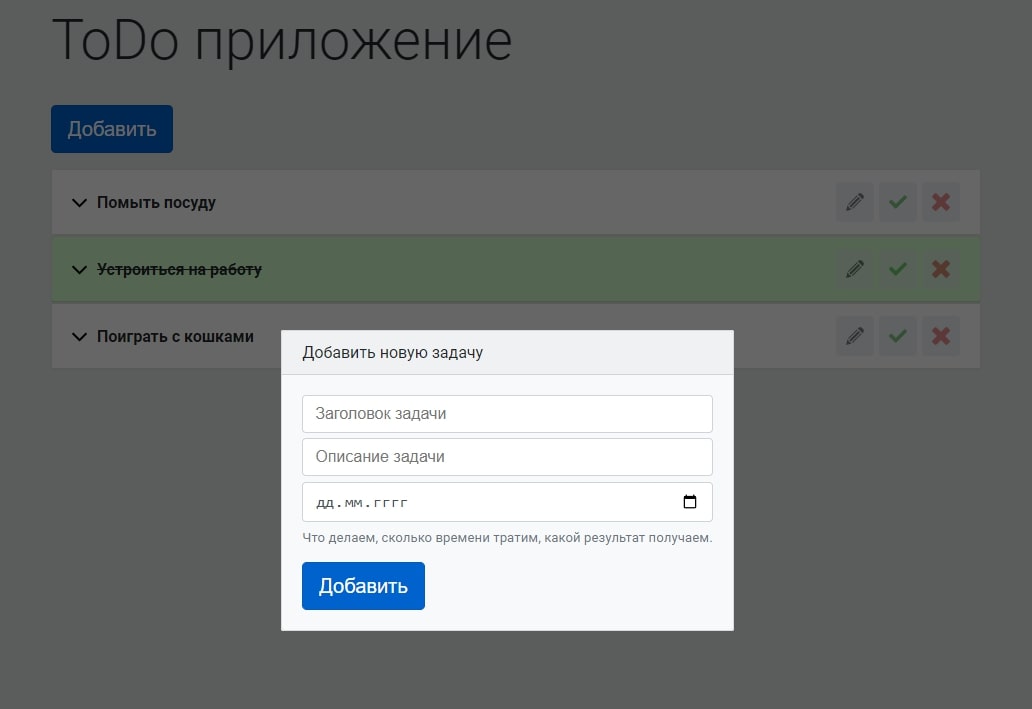 ToDo приложение
Добавить
Помыть посуду
Устроиться на работу
Поиграть с кошками
Добавить новую задачу
Заголовок задачи
Описание задачи
дд.мм.гггг
Что делаем, сколько времени тратим, какой результат получаем.
Добавить